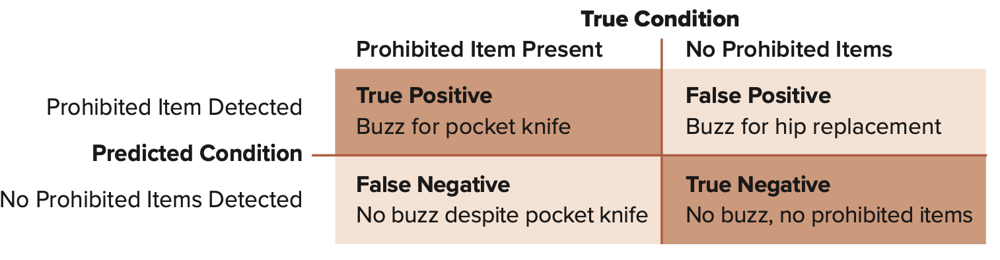 True Condition
Prohibited Item Present
No Prohibited Items
Prohibited Item Detected
True Positive
Buzz for pocket knife
False Positive
Buzz for hip replacement
Predicted Condition
No Prohibited Items Detected
False Negative
No buzz despite pocket knife
True Negative
No buzz, no prohibited items